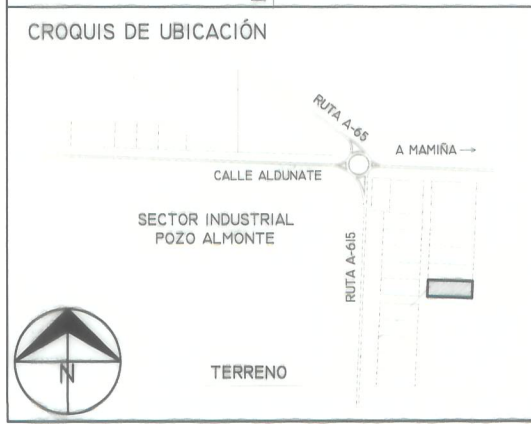 CROQUIS DE UBICACIÓN
RUTA A-65
A MAMIÑA →
CALLE ALDUNATE
SECTOR INDUSTRIAL
POZO ALMONTE
RUTA A-615
N
TERRENO